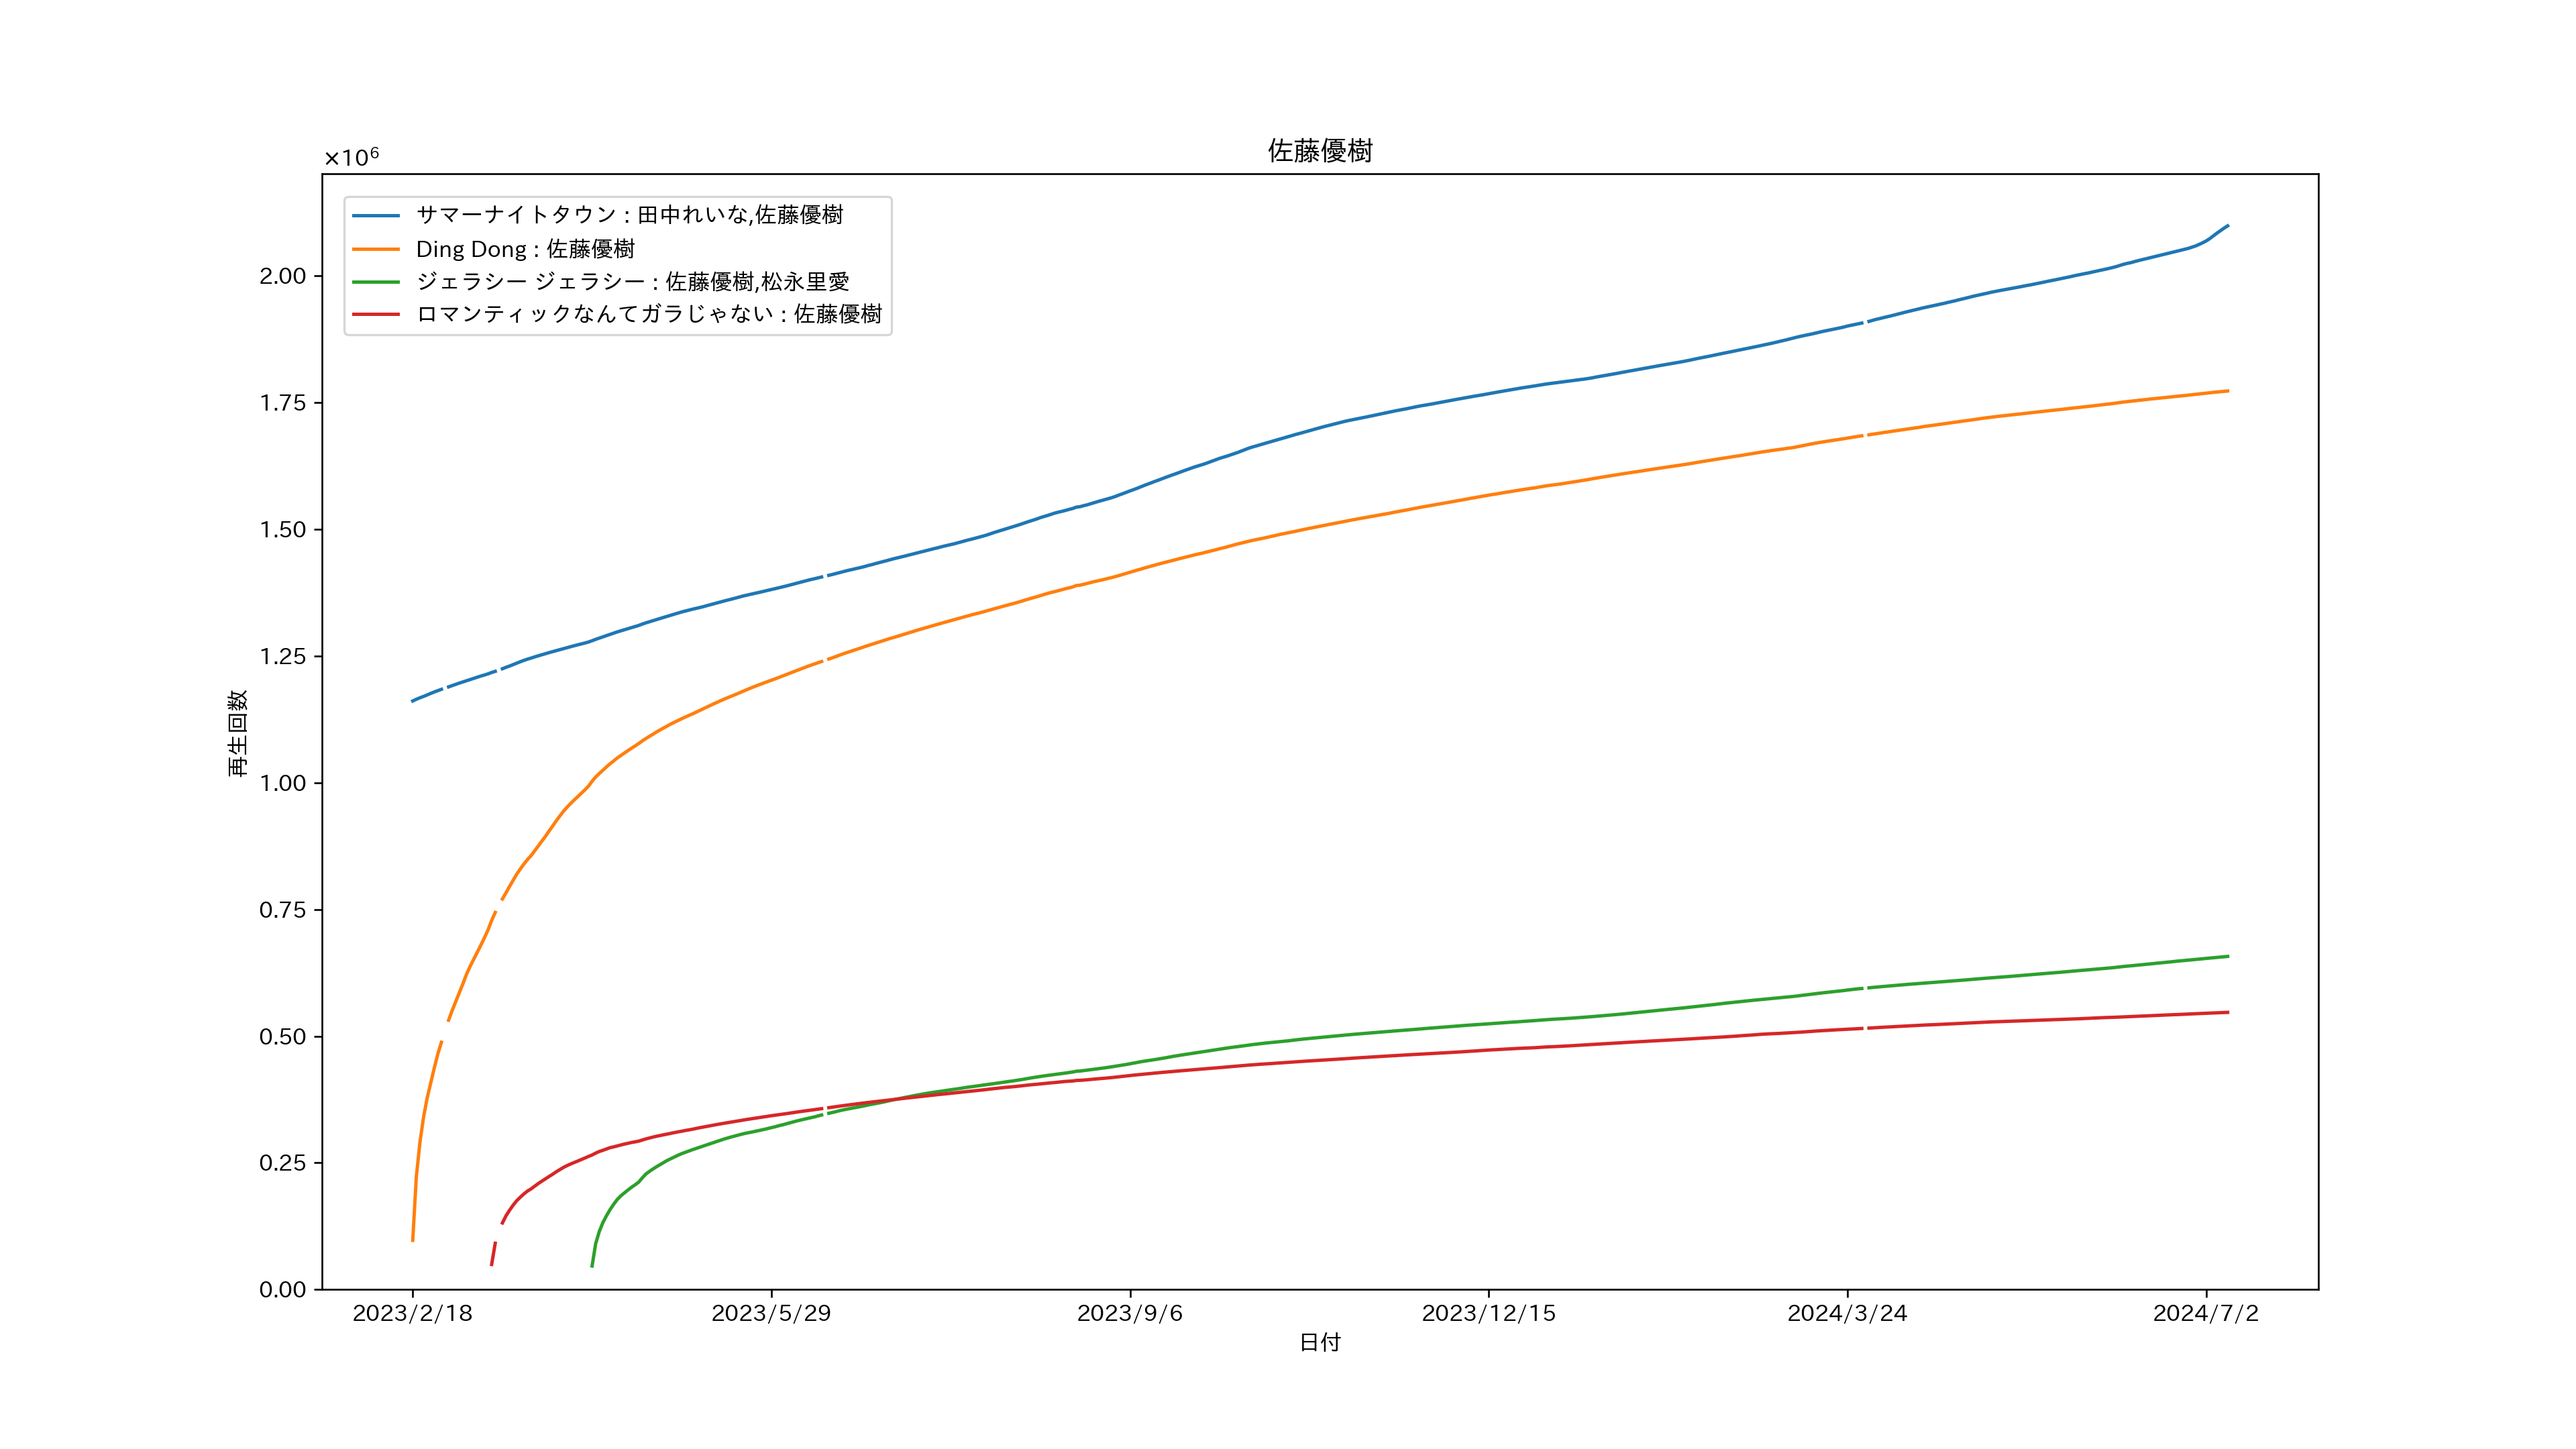 佐藤優樹
×10⁶
サマーナイトタウン : 田中れいな,佐藤優樹
Ding Dong : 佐藤優樹
ジェラシー ジェラシー : 佐藤優樹,松永里愛
ロマンティックなんてガラじゃない : 佐藤優樹
2.00
1.75
1.50
1.25
1.00
0.75
0.50
0.25
0.00
再生回数
2023/2/18
2023/5/29
2023/9/6
2023/12/15
2024/3/24
2024/7/2
日付